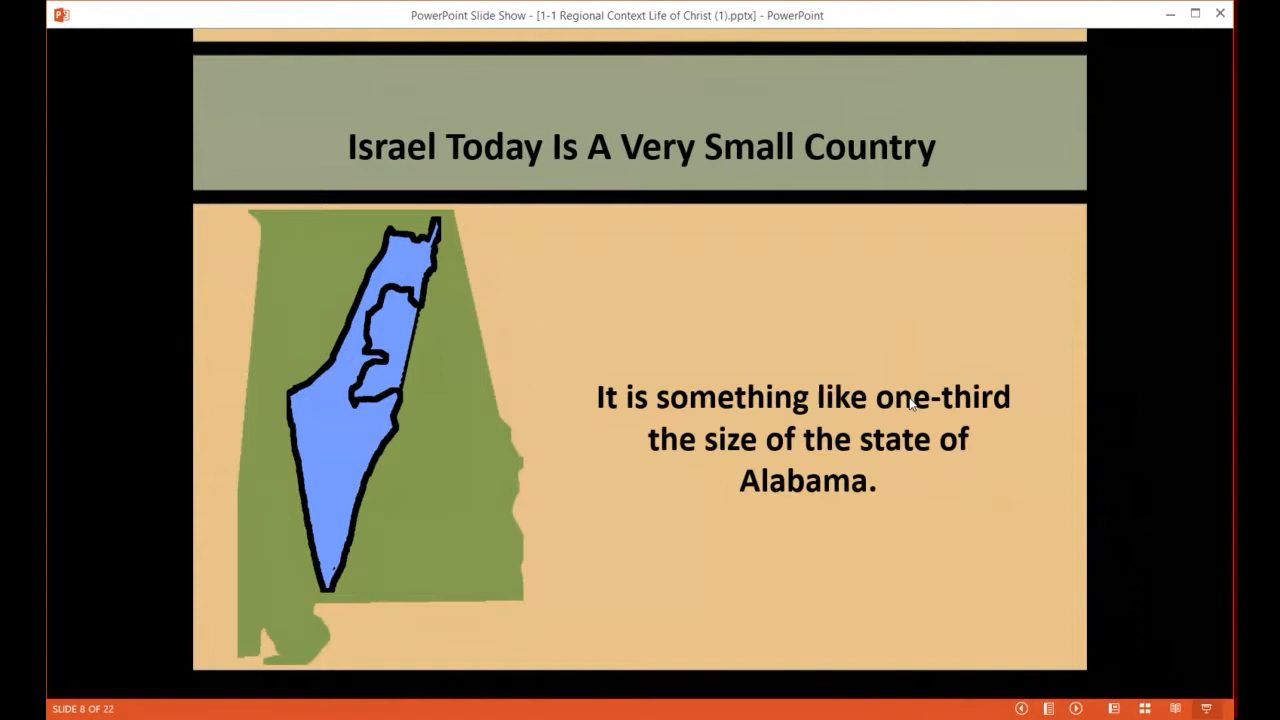 PowerPoint Slide Show - [1-1 Regional Context Life of Christ (1).pptx] - PowerPoint
Israel Today Is A Very Small Country
It is something like one-third
the size of the state of
Alabama.
SLIDE 8 OF 22